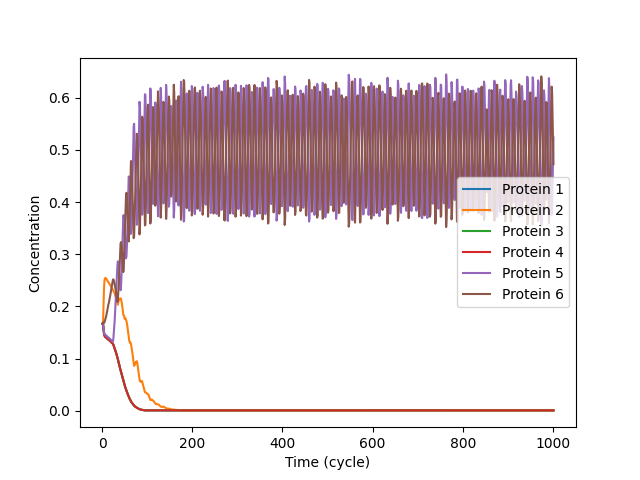 Concentration
0.6
0.5
0.4
0.3
0.2
0.1
0.0
Protein 1
Protein 2
Protein 3
Protein 4
Protein 5
Protein 6
0 200 400 600 800 1000
Time (cycle)